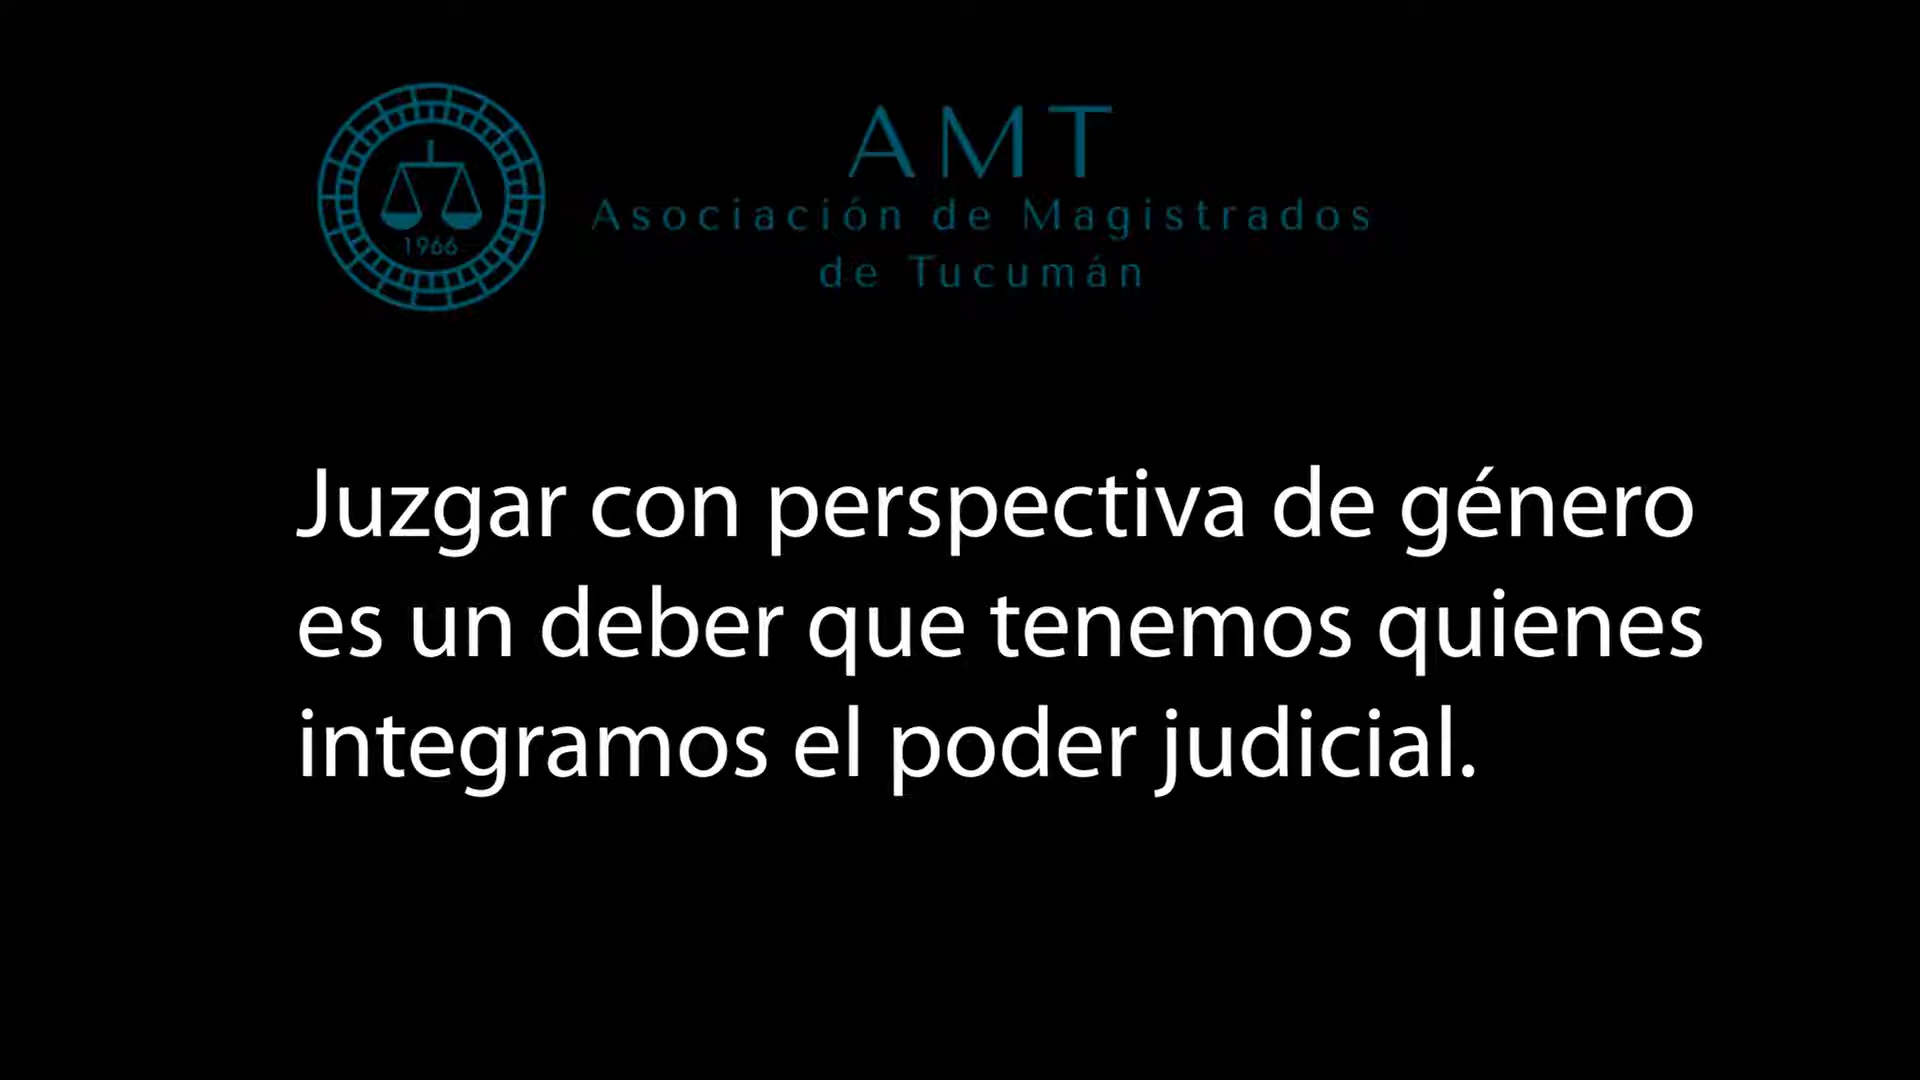 AMT
Asociación de Magistrados
de Tucumán
1966
Juzgar con perspectiva de género
es un deber que tenemos quienes
integramos el poder judicial.